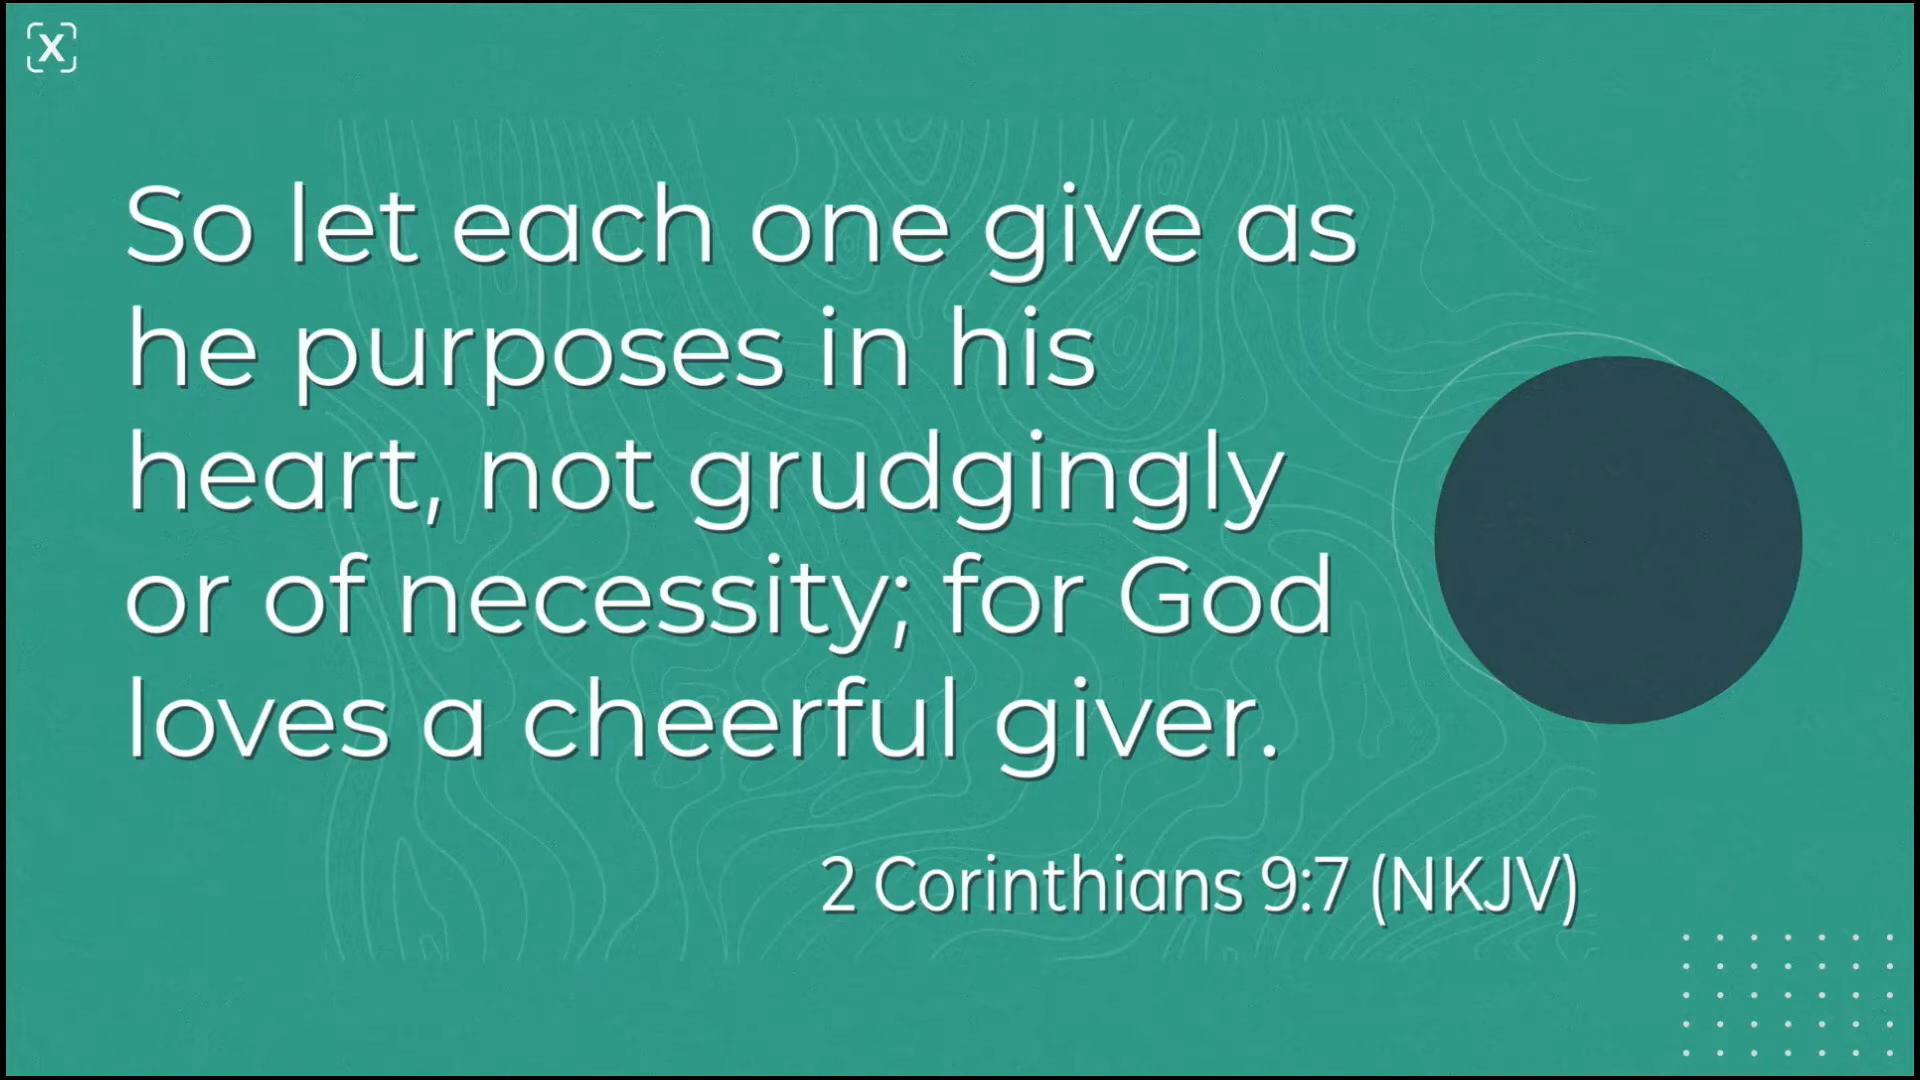 X
So let each one give as
he purposes in his
heart, not grudgingly
or of necessity; for God
loves a cheerful giver.
2 Corinthians 9:7 (NKJV)